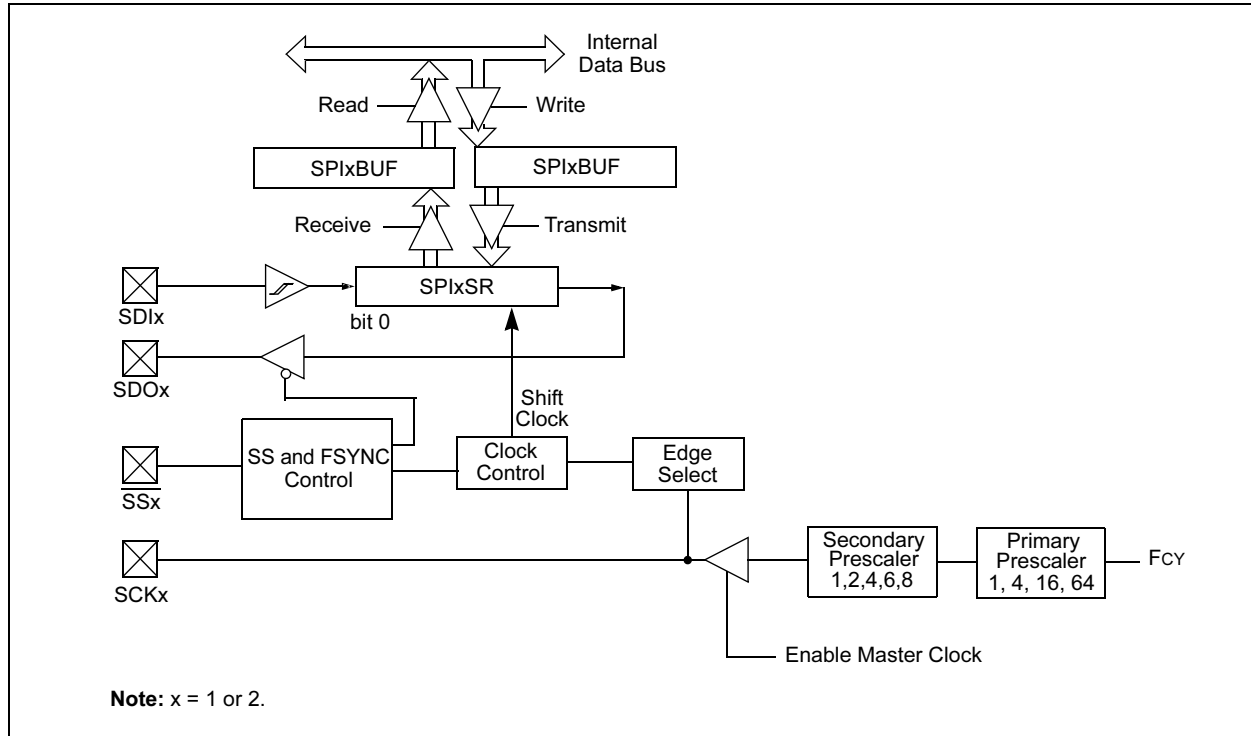 Internal
Data Bus
Read
Write
SPIxBUF
SPIxBUF
Receive
Transmit
SPIxSR
SDIx
bit 0
SDOx
Shift
Clock
SS and FSYNC
Control
Clock
Control
Edge
Select
SSx
Secondary
Prescaler
1,2,4,6,8
Primary
Prescaler
1, 4, 16, 64
FCY
SCKx
Enable Master Clock
Note: x = 1 or 2.